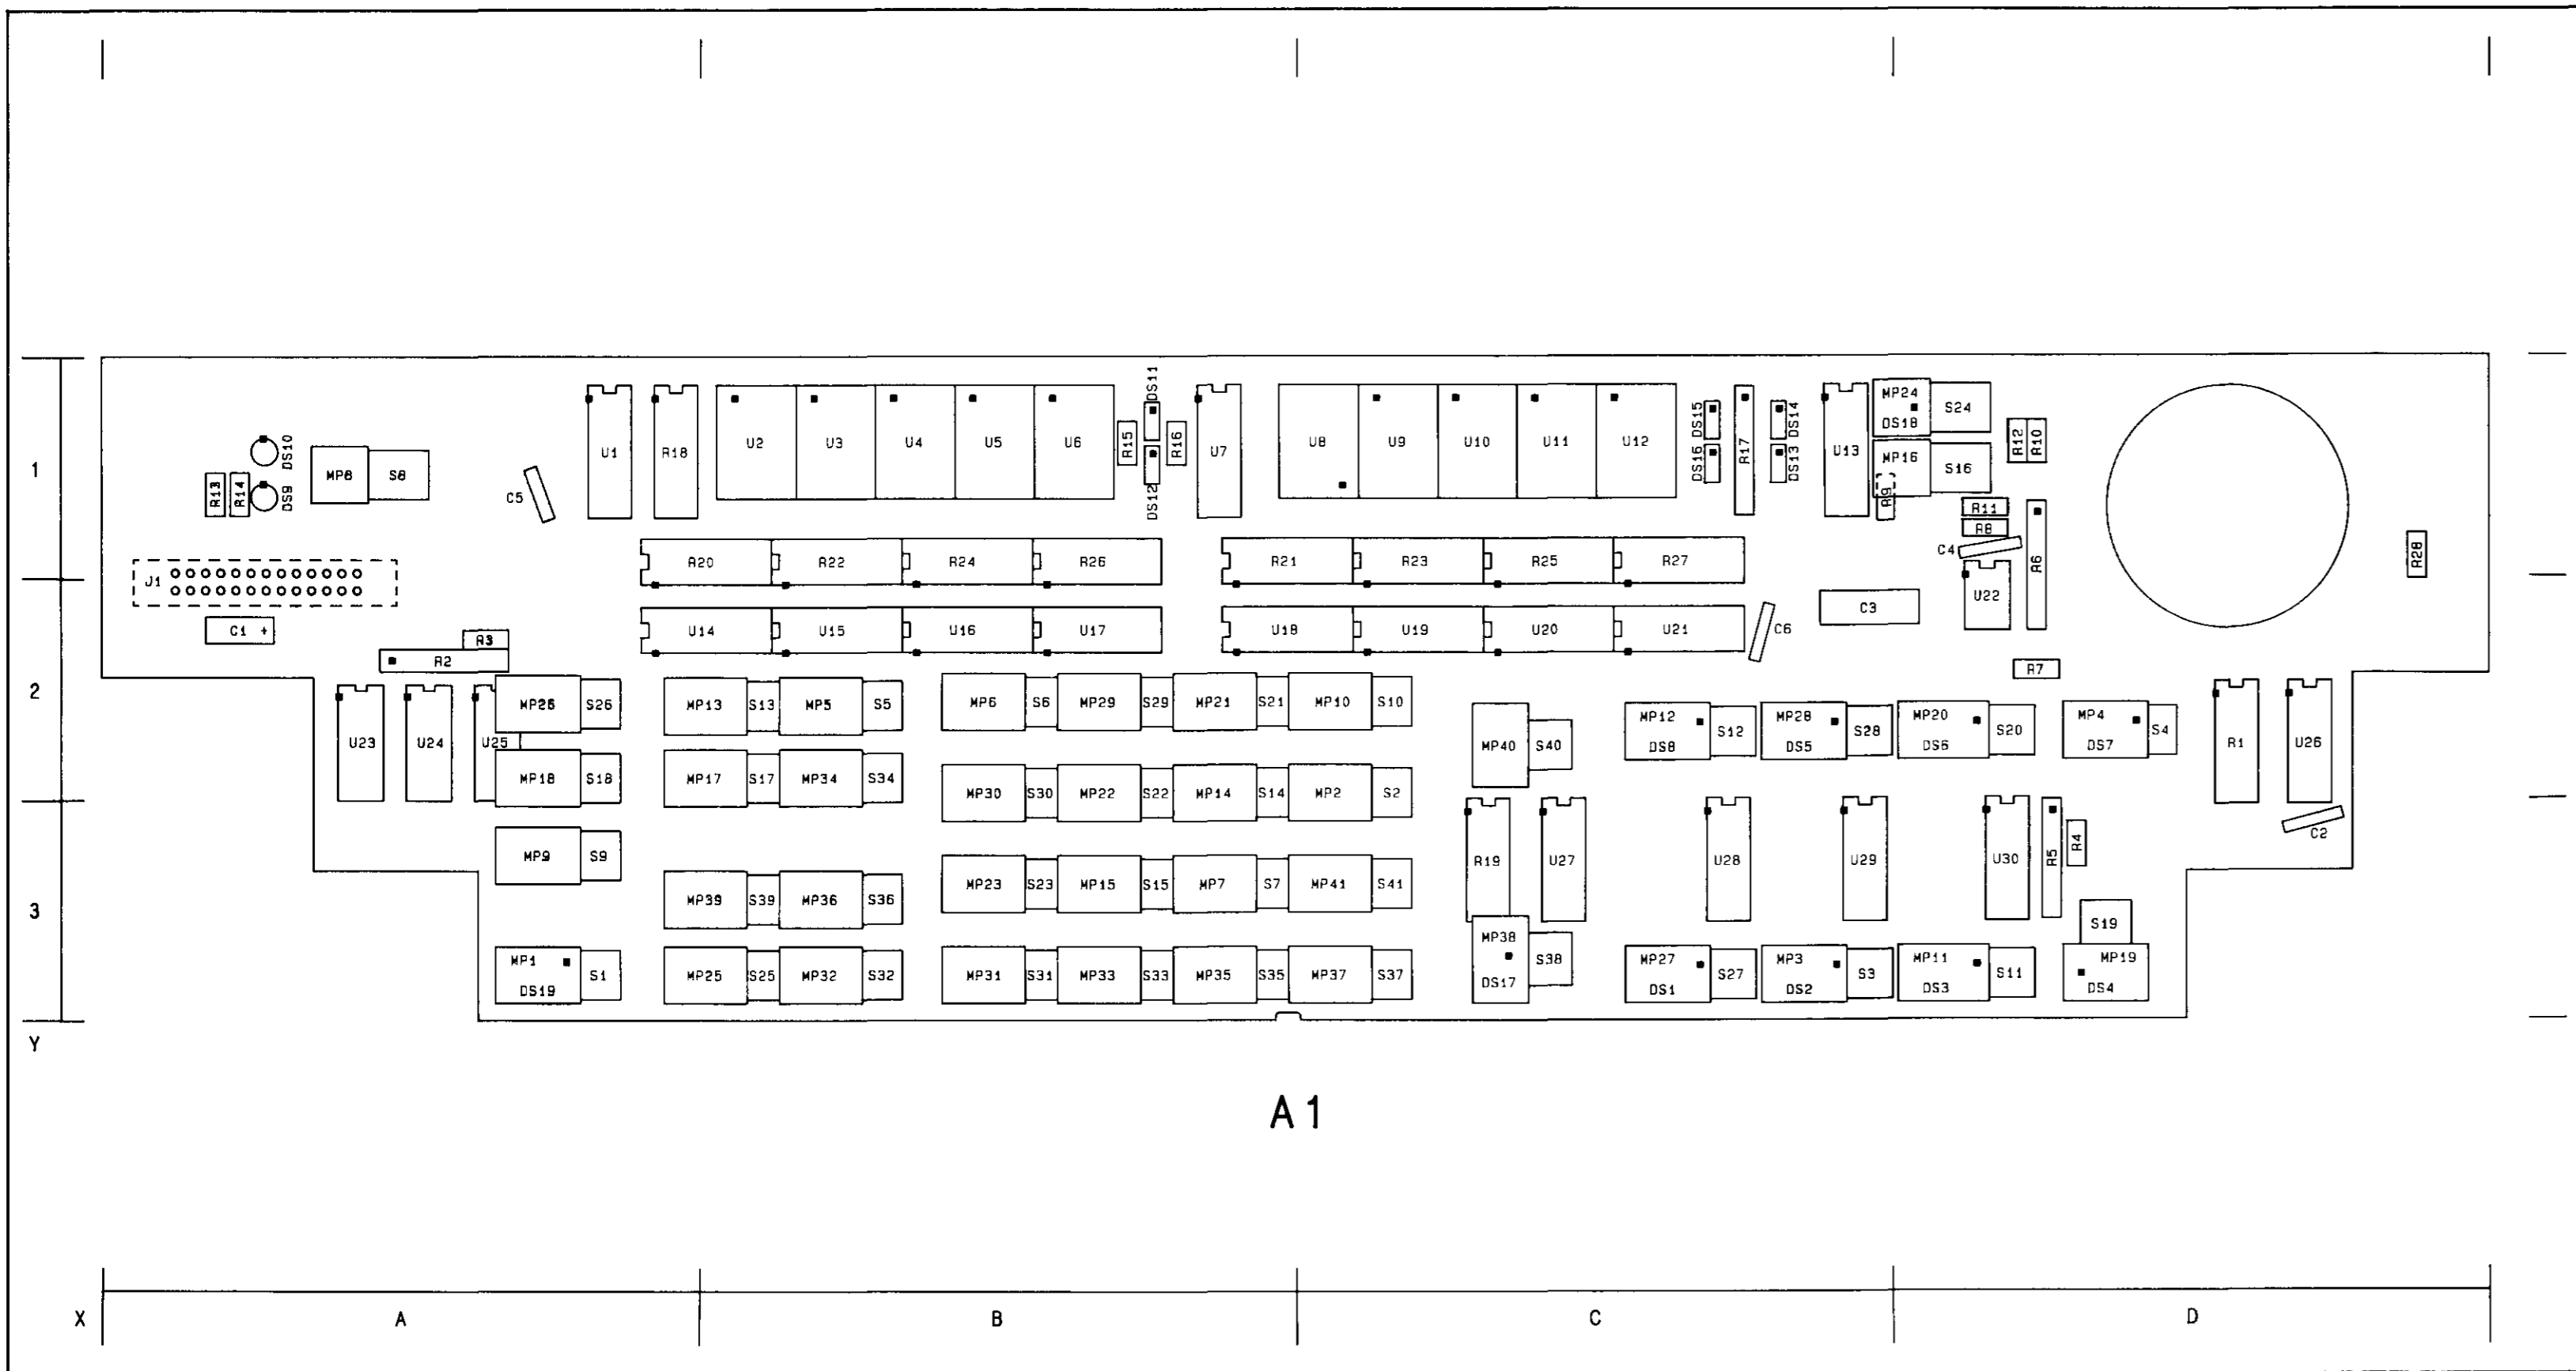 DS11
DS15
DS14
MP24
DS18
S24
DS10
MP8
S8
U1
R18
U2
U3
U4
U5
U6
R15
R16
U7
U8
U9
U10
U11
U12
R17
U13
R12
R10
1
DS16
DS13
MP16
S16
R13
R14
DS9
C5
DS12
R9
R11
R8
C4
R6
R28
J1
R20
R22
R24
R26
R21
R23
R25
R27
U22
C3
C1 +
R3
R2
U14
U15
U16
U17
U18
U19
U20
U21
C6
R7
2
MP26
S26
MP13
S13
MP5
S5
MP6
S6
MP29
S29
MP21
S21
MP10
S10
MP12
DS8
S12
MP28
DS5
S28
MP20
DS6
S20
MP4
DS7
S4
U23
U24
U25
MP40
S40
R1
U26
MP18
S18
MP17
S17
MP34
S34
MP30
S30
MP22
S22
MP14
S14
MP2
S2
C2
MP9
S9
R19
U27
U28
U29
U30
R5
R4
3
MP39
S39
MP36
S36
MP23
S23
MP15
S15
MP7
S7
MP41
S41
S19
MP38
DS17
S38
MP1
DS19
S1
MP25
S25
MP32
S32
MP31
S31
MP33
S33
MP35
S35
MP37
S37
MP27
DS1
S27
MP3
DS2
S3
MP11
DS3
S11
MP19
DS4
Y
A1
X
A
B
C
D